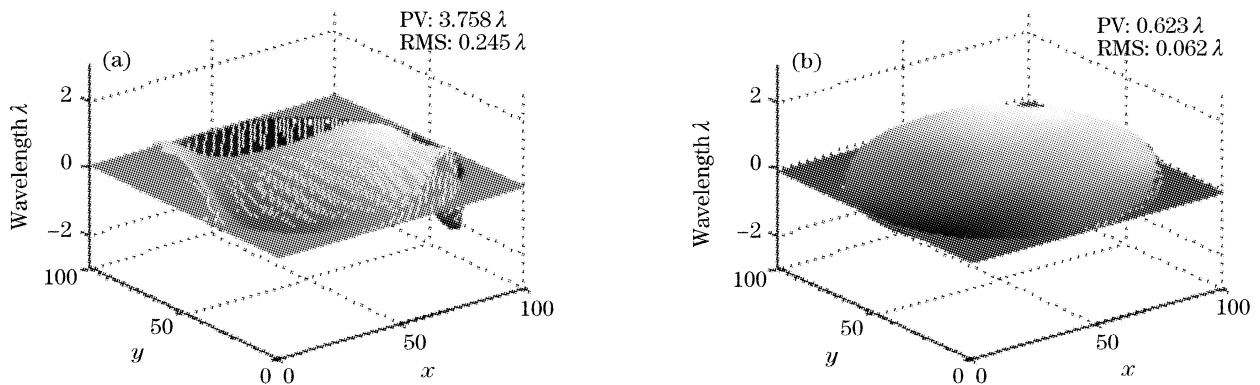 (a)
PV: 3.758 λ
RMS: 0.245 λ
Wavelength λ
2
0
−2
100
50
0
y
0
50
100
x
(b)
PV: 0.623 λ
RMS: 0.062 λ
Wavelength λ
2
0
−2
100
50
0
y
0
50
100
x